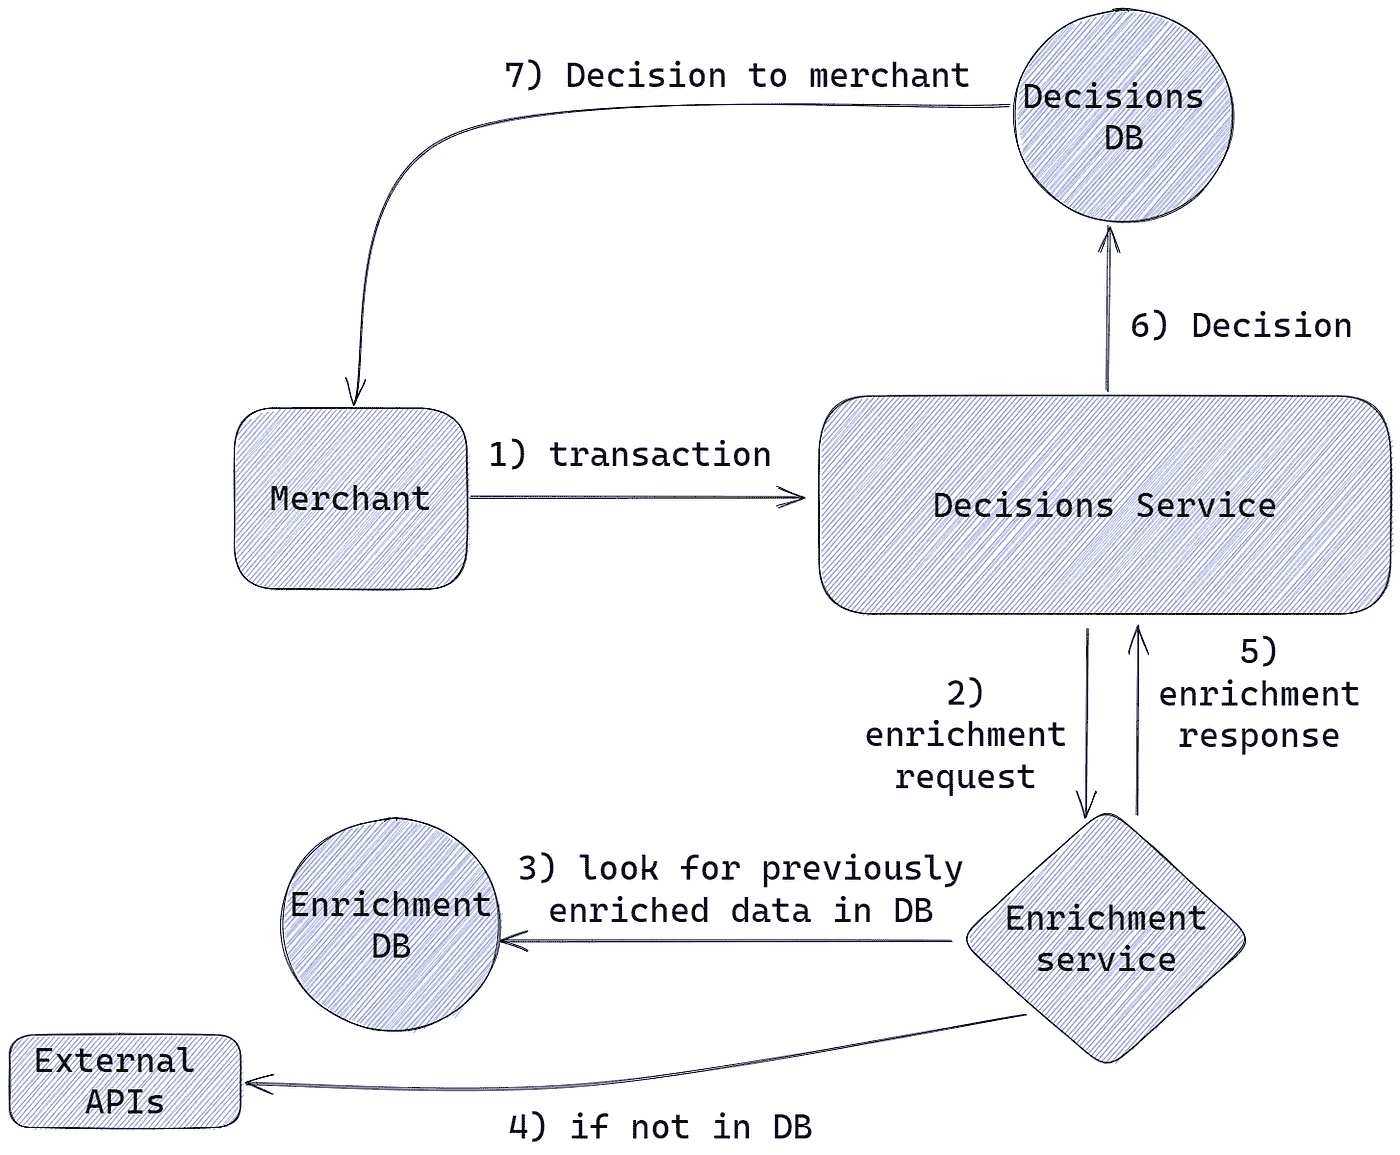 7) Decision to merchant
Decisions
DB
6) Decision
1) transaction
Merchant
Decisions Service
5)
enrichment
response
2)
enrichment
request
3) look for previously
enriched data in DB
Enrichment
DB
Enrichment
service
External
APIs
4) if not in DB